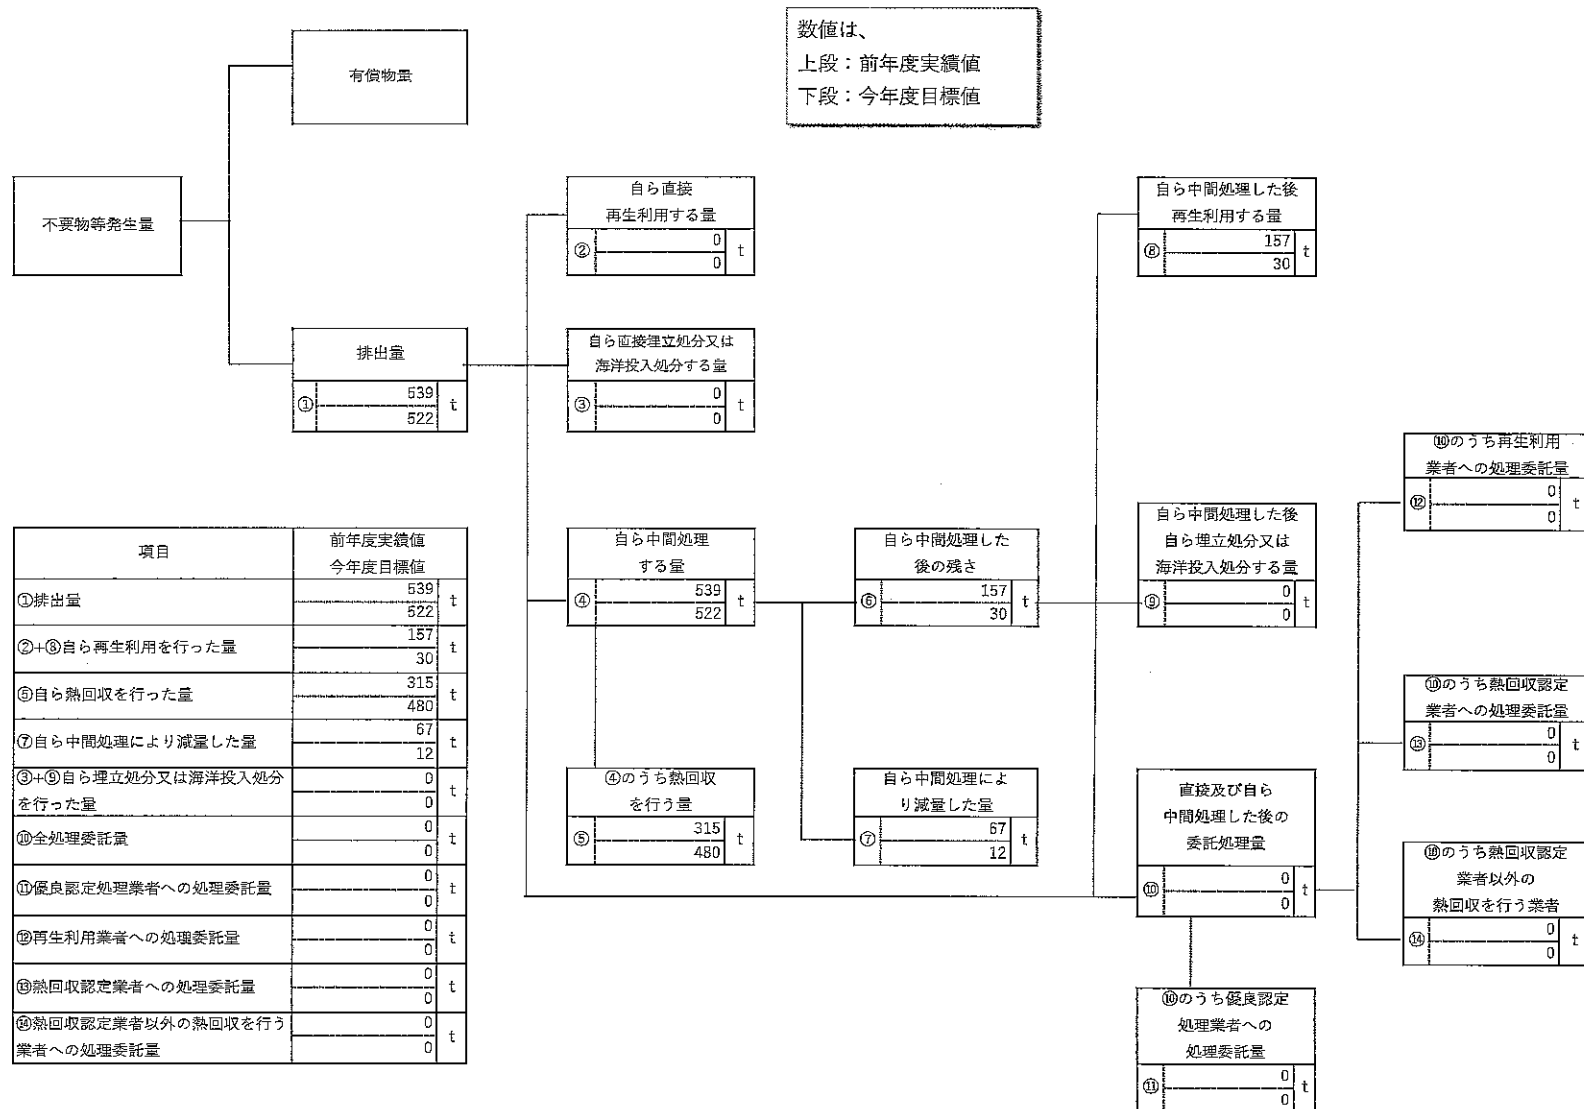 数値は、
上段：前年度実績値
下段：今年度目標値
有償物量
不要物等発生量
排出量
① 539 t
522
自ら直接
再生利用する量
② 0 t
0
自ら直接埋立処分又は
海洋投入処分する量
③ 0 t
0
自ら中間処理
する量
④ 539 t
522
④のうち熱回収
を行う量
⑤ 315 t
480
自ら中間処理した
後の残さ
⑥ 157 t
30
自ら中間処理によ
り減量した量
⑦ 67 t
12
自ら中間処理した後
再生利用する量
⑧ 157 t
30
自ら中間処理した後
自ら埋立処分又は
海洋投入処分する量
⑨ 0 t
0
直接及び自ら
中間処理した後の
委託処理量
⑩ 0 t
0
⑩のうち優良認定
処理業者への
処理委託量
⑪ 0 t
0
⑩のうち再生利用
業者への処理委託量
⑫ 0 t
0
⑩のうち熱回収認定
業者への処理委託量
⑬ 0 t
0
⑩のうち熱回収認定
業者以外の
熱回収を行う業者
⑭ 0 t
0
項目 前年度実績値
今年度目標値
①排出量 539 t
522
②+⑧自ら再生利用を行った量 157 t
30
⑤自ら熱回収を行った量 315 t
480
⑦自ら中間処理により減量した量 67 t
12
③+⑨自ら埋立処分又は海洋投入処分 0 t
を行った量 0
⑩全処理委託量 0 t
0
⑪優良認定処理業者への処理委託量 0 t
0
⑫再生利用業者への処理委託量 0 t
0
⑬熱回収認定業者への処理委託量 0 t
0
⑭熱回収認定業者以外の熱回収を行う 0 t
業者への処理委託量 0